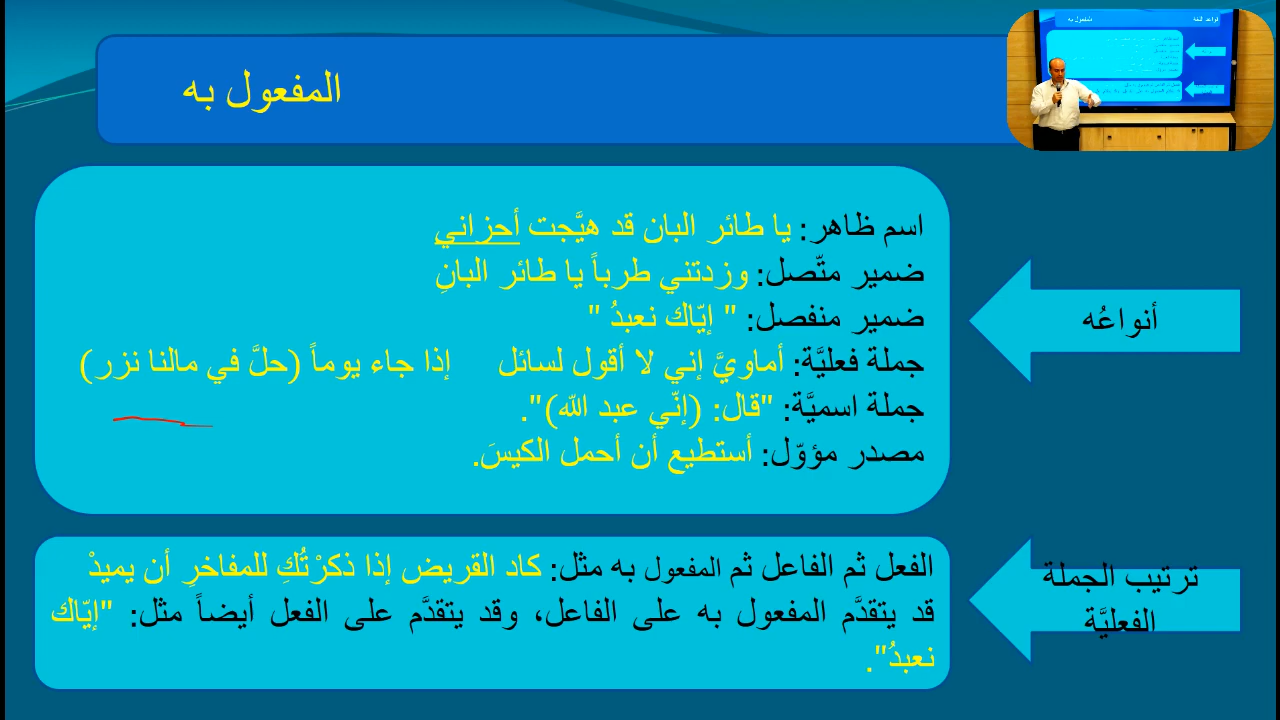 المفعول به
أنواعُه
اسم ظاهر: يا طائر البان قد هيَّجت أحزاني
ضمير متّصل: وزدتني طرباً يا طائر البانِ
ضمير منفصل: " إيّاك نعبدُ "
جملة فعليَّة: أماويَّ إني لا أقول لسائل إذا جاء يوماً (حلَّ في مالنا نزر)
جملة اسميَّة: "قال: (إنّي عبد الله)".
مصدر مؤوّل: أستطيع أن أحمل الكيسَ.
ترتيب الجملة
الفعليَّة
الفعل ثم الفاعل ثم المفعول به مثل: كاد القريض إذا ذكرْتُكِ للمفاخرِ أن يميدْ
قد يتقدَّم المفعول به على الفاعل، وقد يتقدَّم على الفعل أيضاً مثل: "إيّاك
نعبدُ".